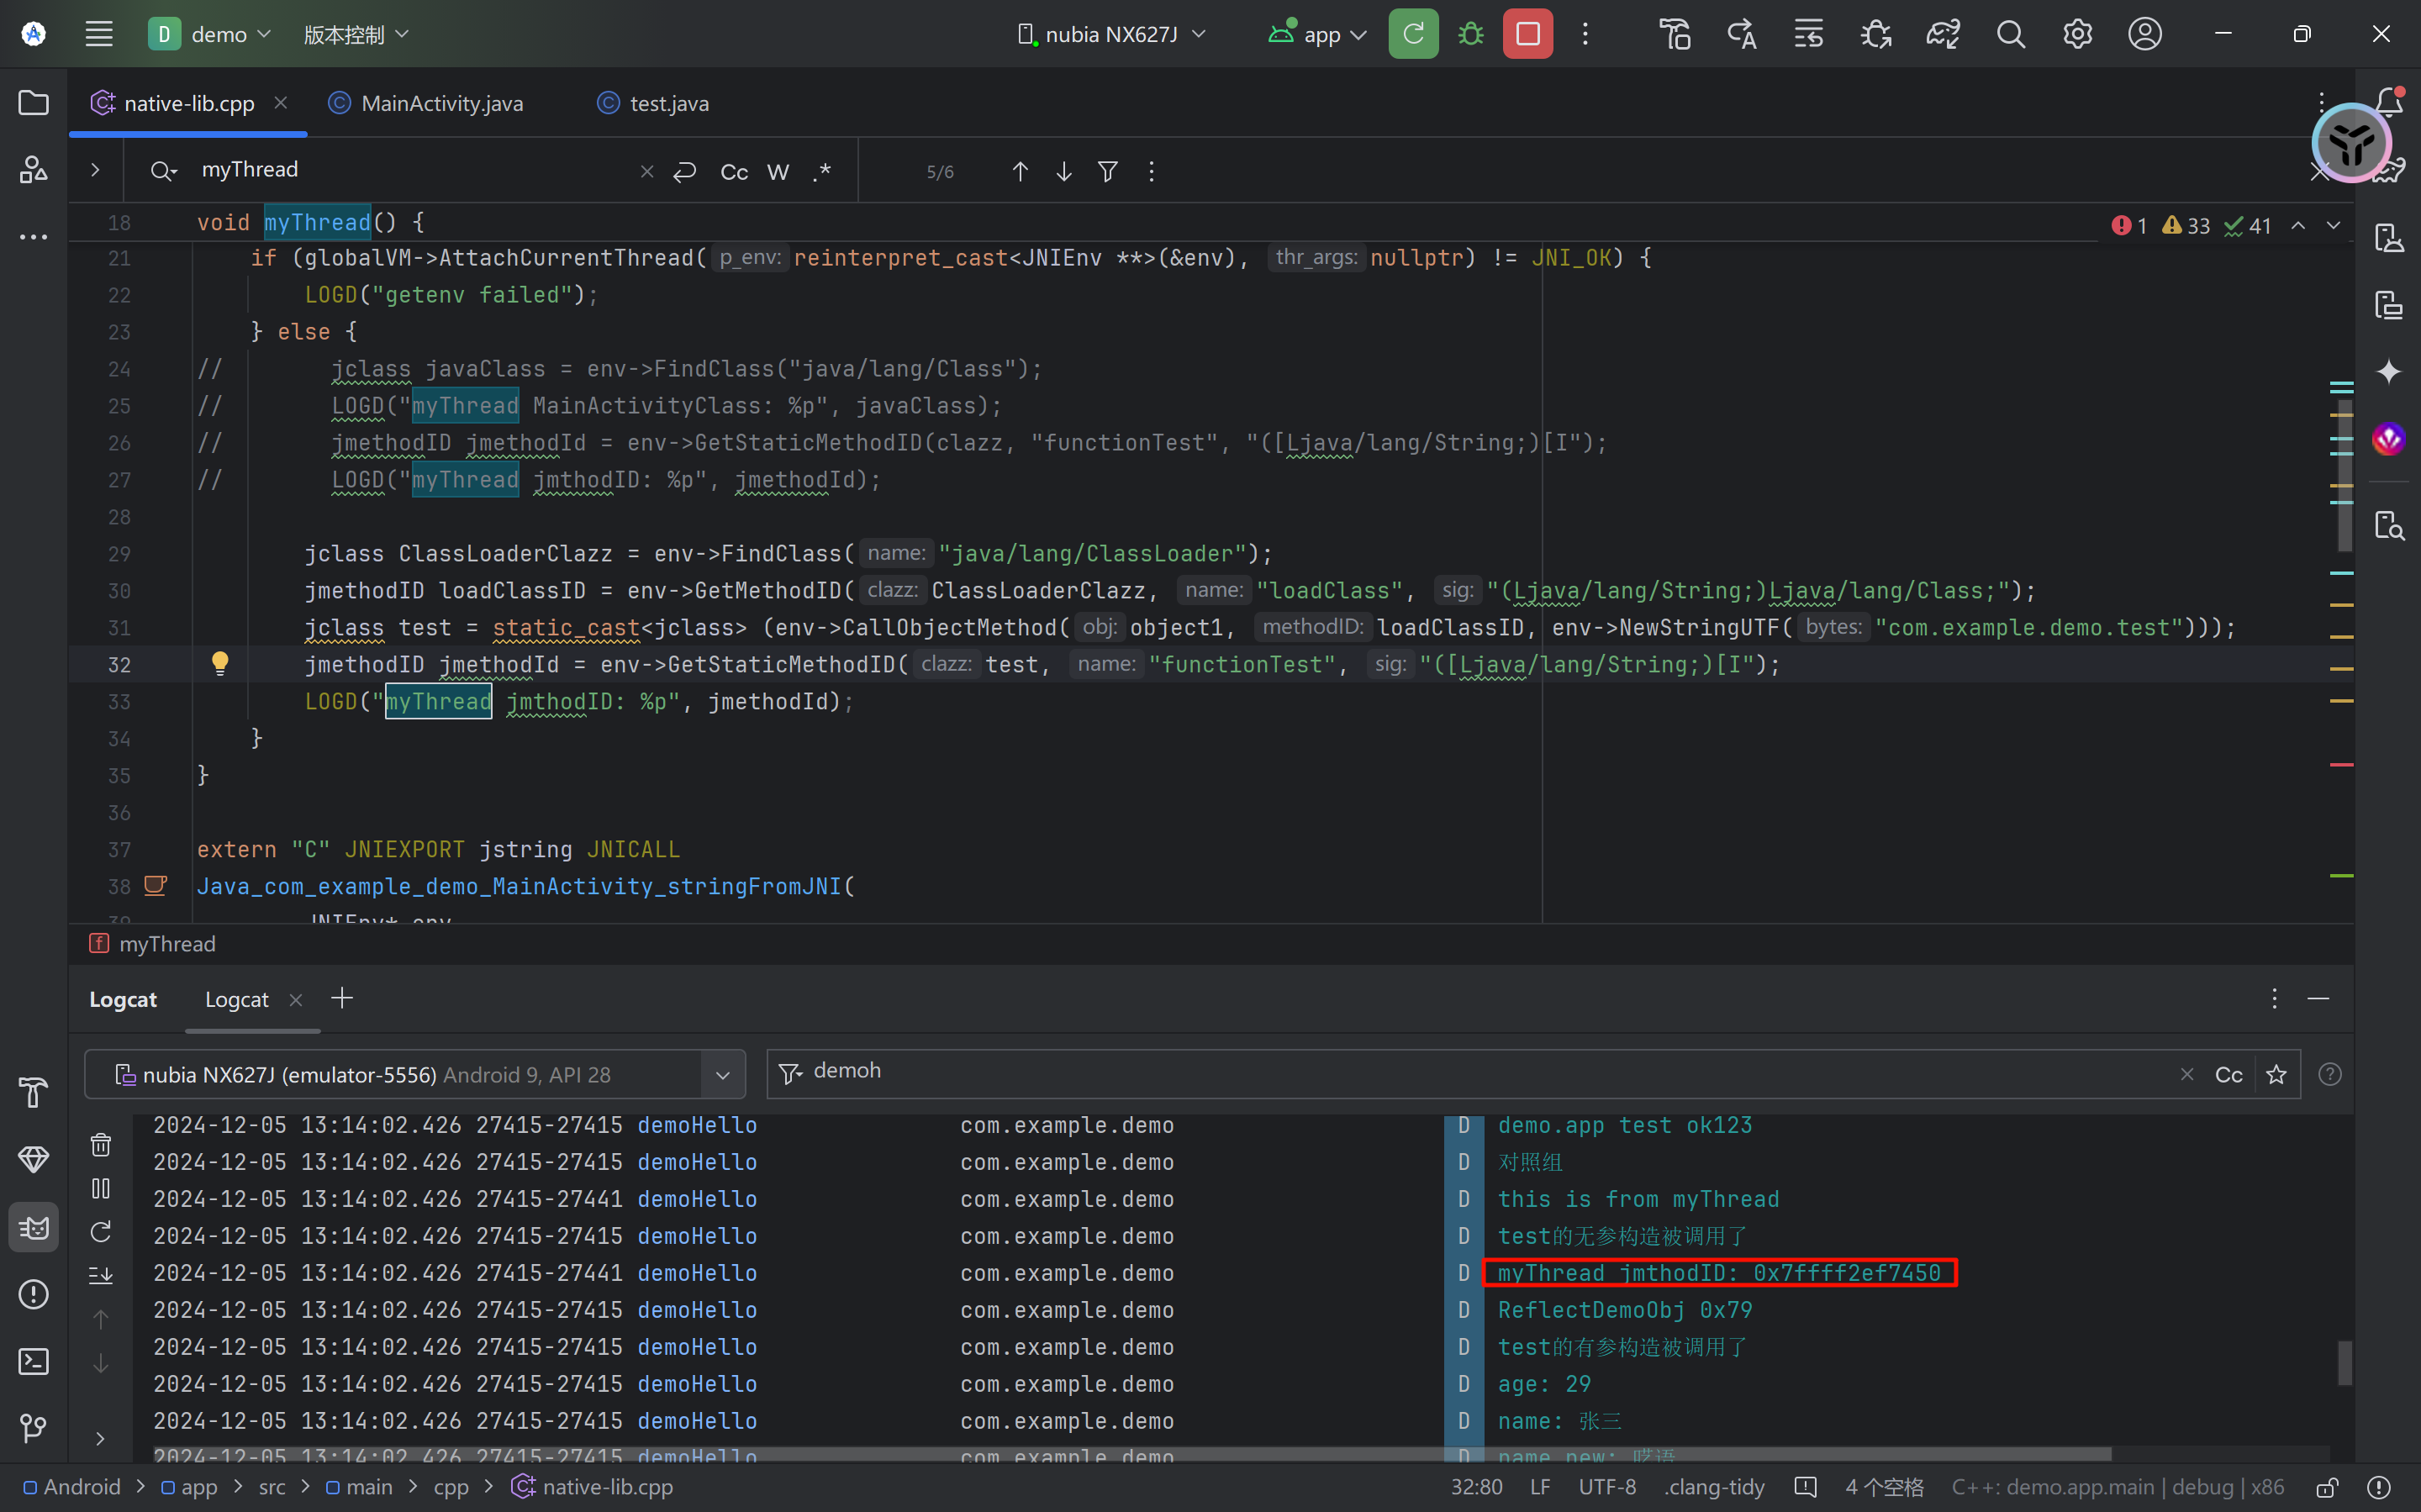 D demo 版本控制 nubia NX627J app
native-lib.cpp MainActivity.java test.java
myThread Cc W .* 5/6
18 void myThread() { 1 33 41
21 if (globalVM->AttachCurrentThread( p_env: reinterpret_cast<JNIEnv **>(&env), thr_args: nullptr) != JNI_OK) {
22 LOGD("getenv failed");
23 } else {
24 // jclass javaClass = env->FindClass("java/lang/Class");
25 // LOGD("myThread MainActivityClass: %p", javaClass);
26 // jmethodID jmethodId = env->GetStaticMethodID(clazz, "functionTest", "([Ljava/lang/String;)[I");
27 // LOGD("myThread jmthodID: %p", jmethodId);
28
29 jclass ClassLoaderClazz = env->FindClass( name: "java/lang/ClassLoader");
30 jmethodID loadClassID = env->GetMethodID( clazz: ClassLoaderClazz, name: "loadClass", sig: "(Ljava/lang/String;)Ljava/lang/Class;");
31 jclass test = static_cast<jclass> (env->CallObjectMethod( obj: object1, methodID: loadClassID, env->NewStringUTF( bytes: "com.example.demo.test")));
32 jmethodID jmethodId = env->GetStaticMethodID( clazz: test, name: "functionTest", sig: "([Ljava/lang/String;)[I");
33 LOGD("myThread jmthodID: %p", jmethodId);
34 }
35 }
36
37 extern "C" JNIEXPORT jstring JNICALL
38 Java_com_example_demo_MainActivity_stringFromJNI(
39 JNIEnv* env
f myThread
Logcat Logcat
nubia NX627J (emulator-5556) Android 9, API 28 demoh Cc
2024-12-05 13:14:02.426 27415-27415 demoHello com.example.demo D demo.app test ok123
2024-12-05 13:14:02.426 27415-27415 demoHello com.example.demo D 对照组
2024-12-05 13:14:02.426 27415-27441 demoHello com.example.demo D this is from myThread
2024-12-05 13:14:02.426 27415-27415 demoHello com.example.demo D test的无参构造被调用了
2024-12-05 13:14:02.426 27415-27441 demoHello com.example.demo D myThread jmthodID: 0x7ffff2ef7450
2024-12-05 13:14:02.426 27415-27415 demoHello com.example.demo D ReflectDemoObj 0x79
2024-12-05 13:14:02.426 27415-27415 demoHello com.example.demo D test的有参构造被调用了
2024-12-05 13:14:02.426 27415-27415 demoHello com.example.demo D age: 29
2024-12-05 13:14:02.426 27415-27415 demoHello com.example.demo D name: 张三
2024-12-05 13:14:02.426 27415-27415 demoHello com.example.demo D name new:
Android > app > src > main > cpp > native-lib.cpp 32:80 LF UTF-8 .clang-tidy 4 个空格 C++: demo.app.main | debug | x86